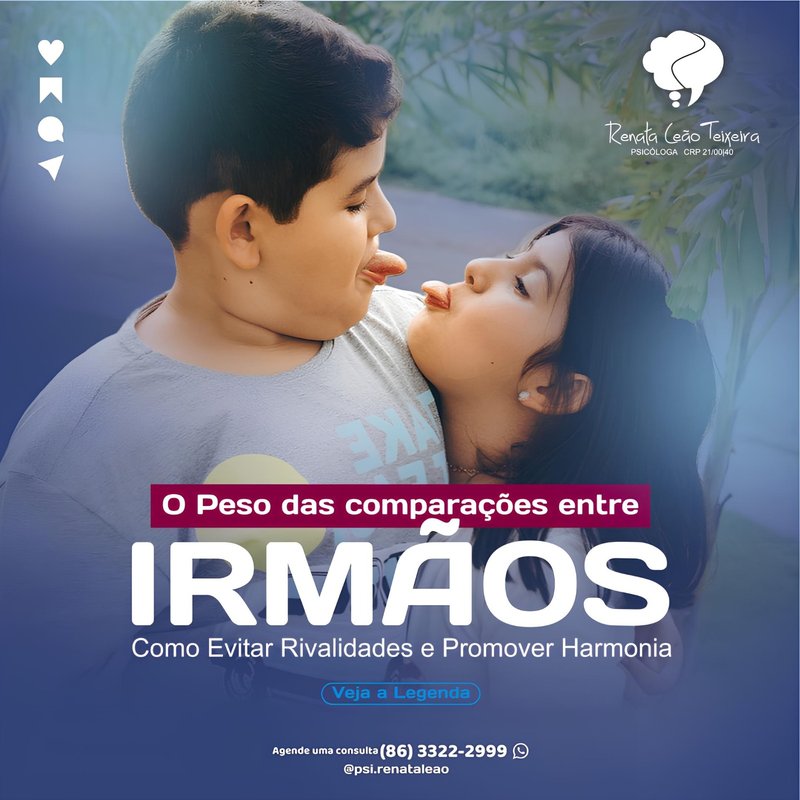 Renata Leão Teixeira
PSICÓLOGA CRP 21/00|40
O Peso das comparações entre
IRMÃOS
Como Evitar Rivalidades e Promover Harmonia
Veja a Legenda
Agende uma consulta (86) 3322-2999
@psi.renataleao